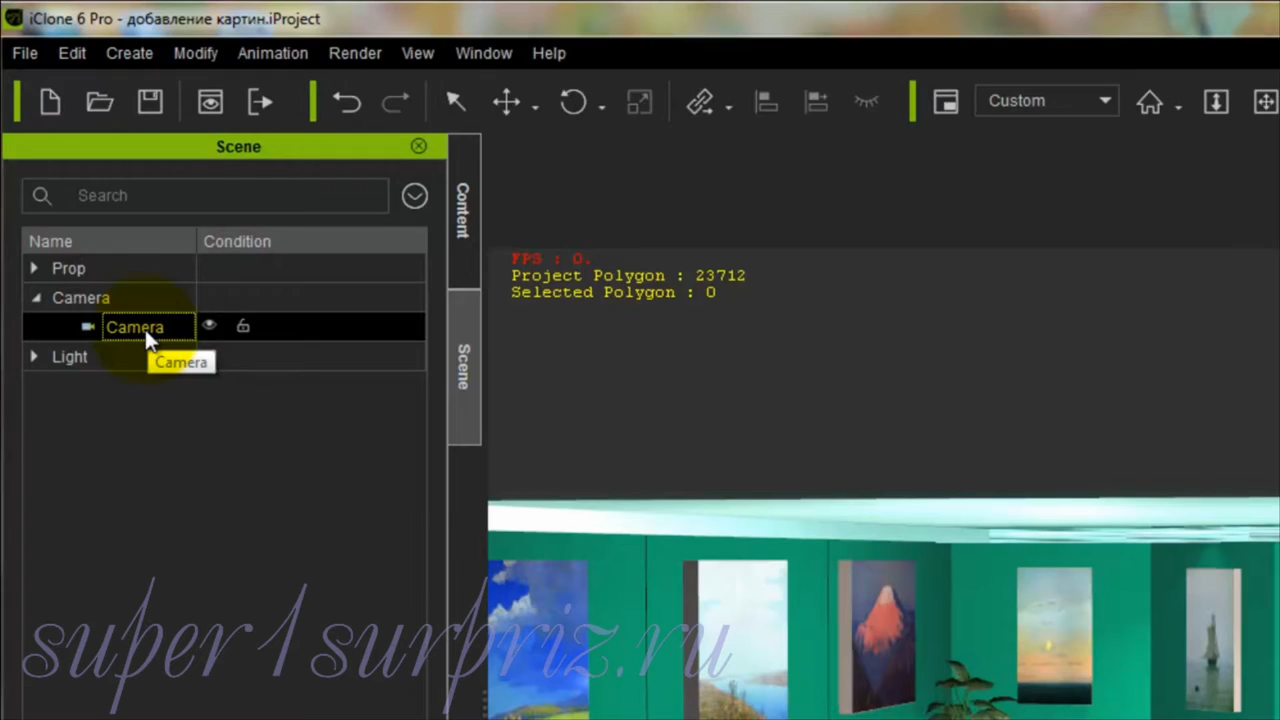 iClone 6 Pro - добавление картин.iProject
File Edit Create Modify Animation Render View Window Help
Custom
Scene
Search
Content
Name Condition
Prop
Camera
Camera
Camera
Light
Scene
FPS : 0.
Project Polygon : 23712
Selected Polygon : 0
super1surpriz.ru